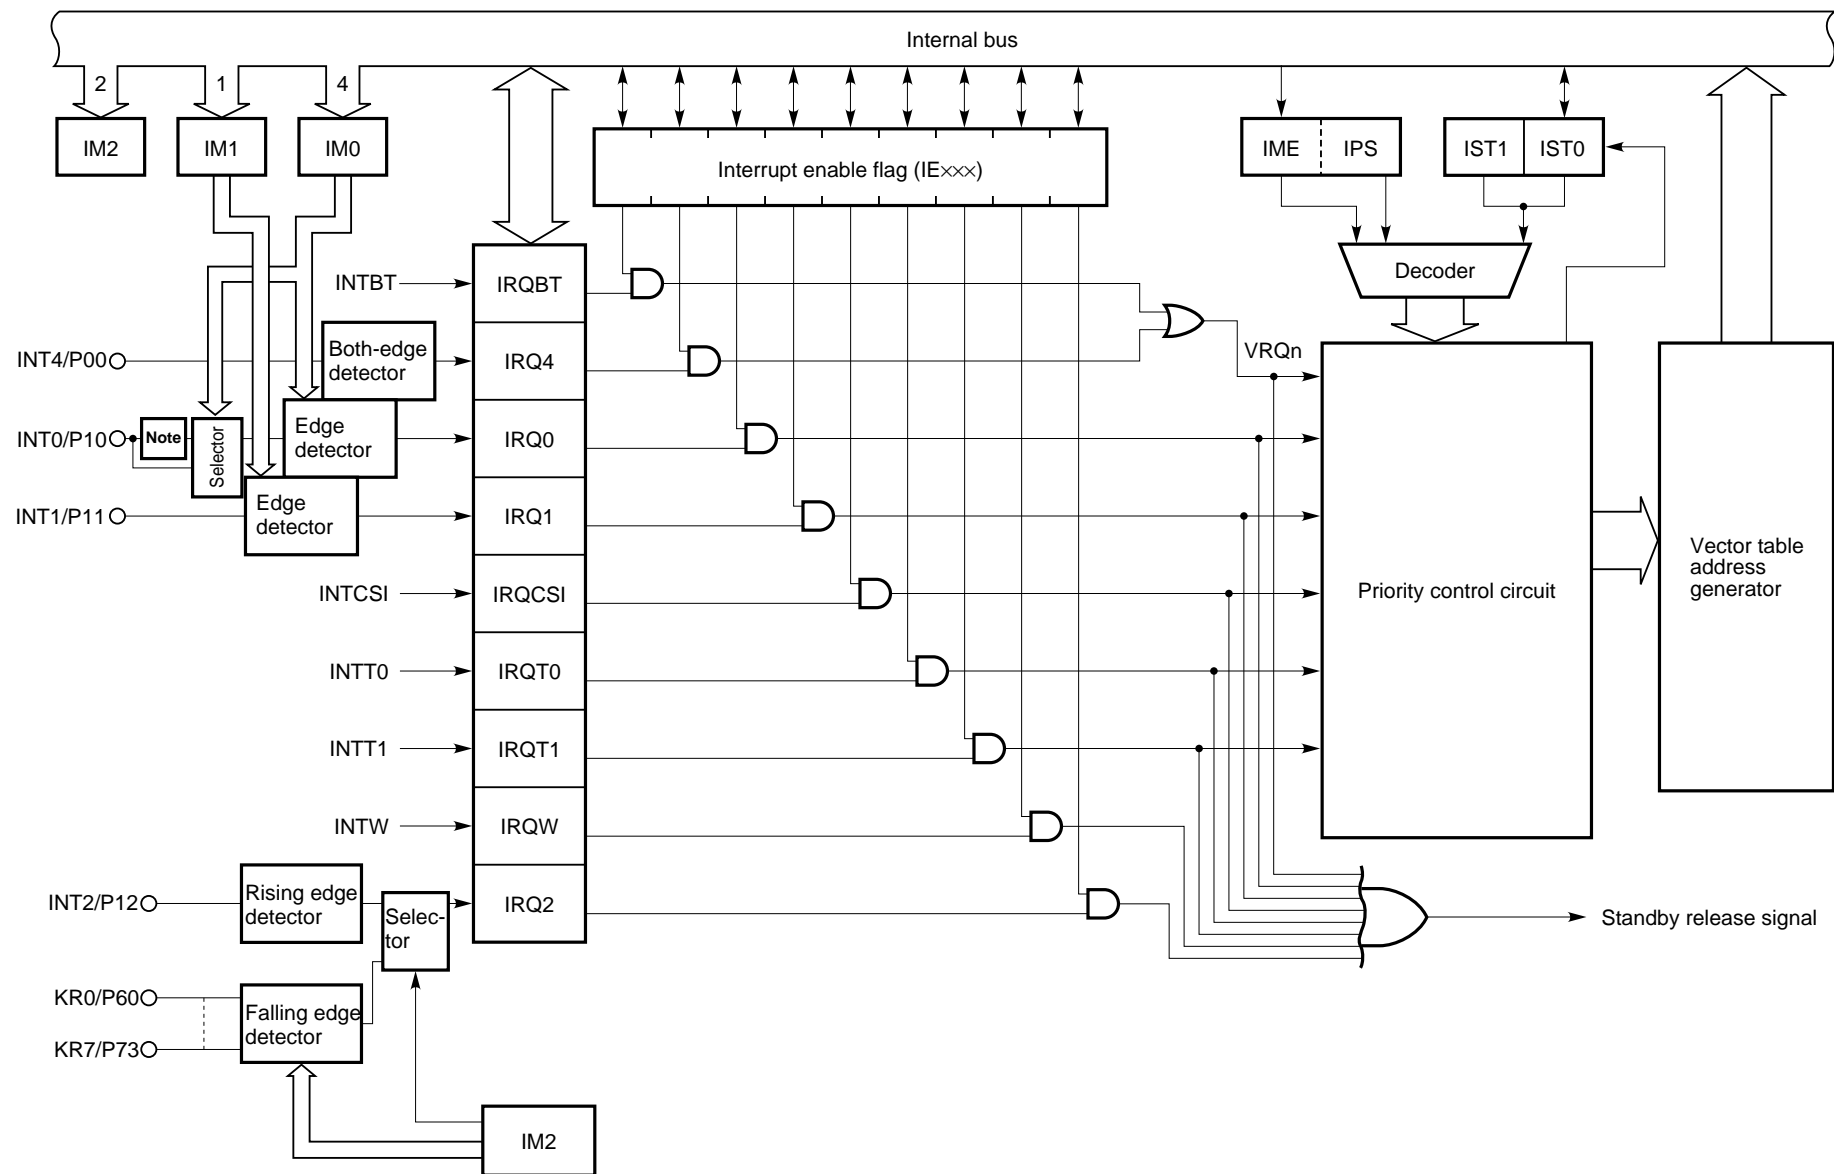 Internal bus
2 1 4
IM2 IM1 IM0
Interrupt enable flag (IE×××)
IME IPS
IST1 IST0
Decoder
INTBT
IRQBT
VRQn
INT4/P00
Both-edge
detector
IRQ4
INT0/P10
Note
Selector
Edge
detector
IRQ0
INT1/P11
Edge
detector
IRQ1
INTCSI
IRQCSI
Priority control circuit
Vector table
address
generator
INTT0
IRQT0
INTT1
IRQT1
INTW
IRQW
INT2/P12
Rising edge
detector
Selec-
tor
IRQ2
Standby release signal
KR0/P60
Falling edge
detector
KR7/P73
IM2